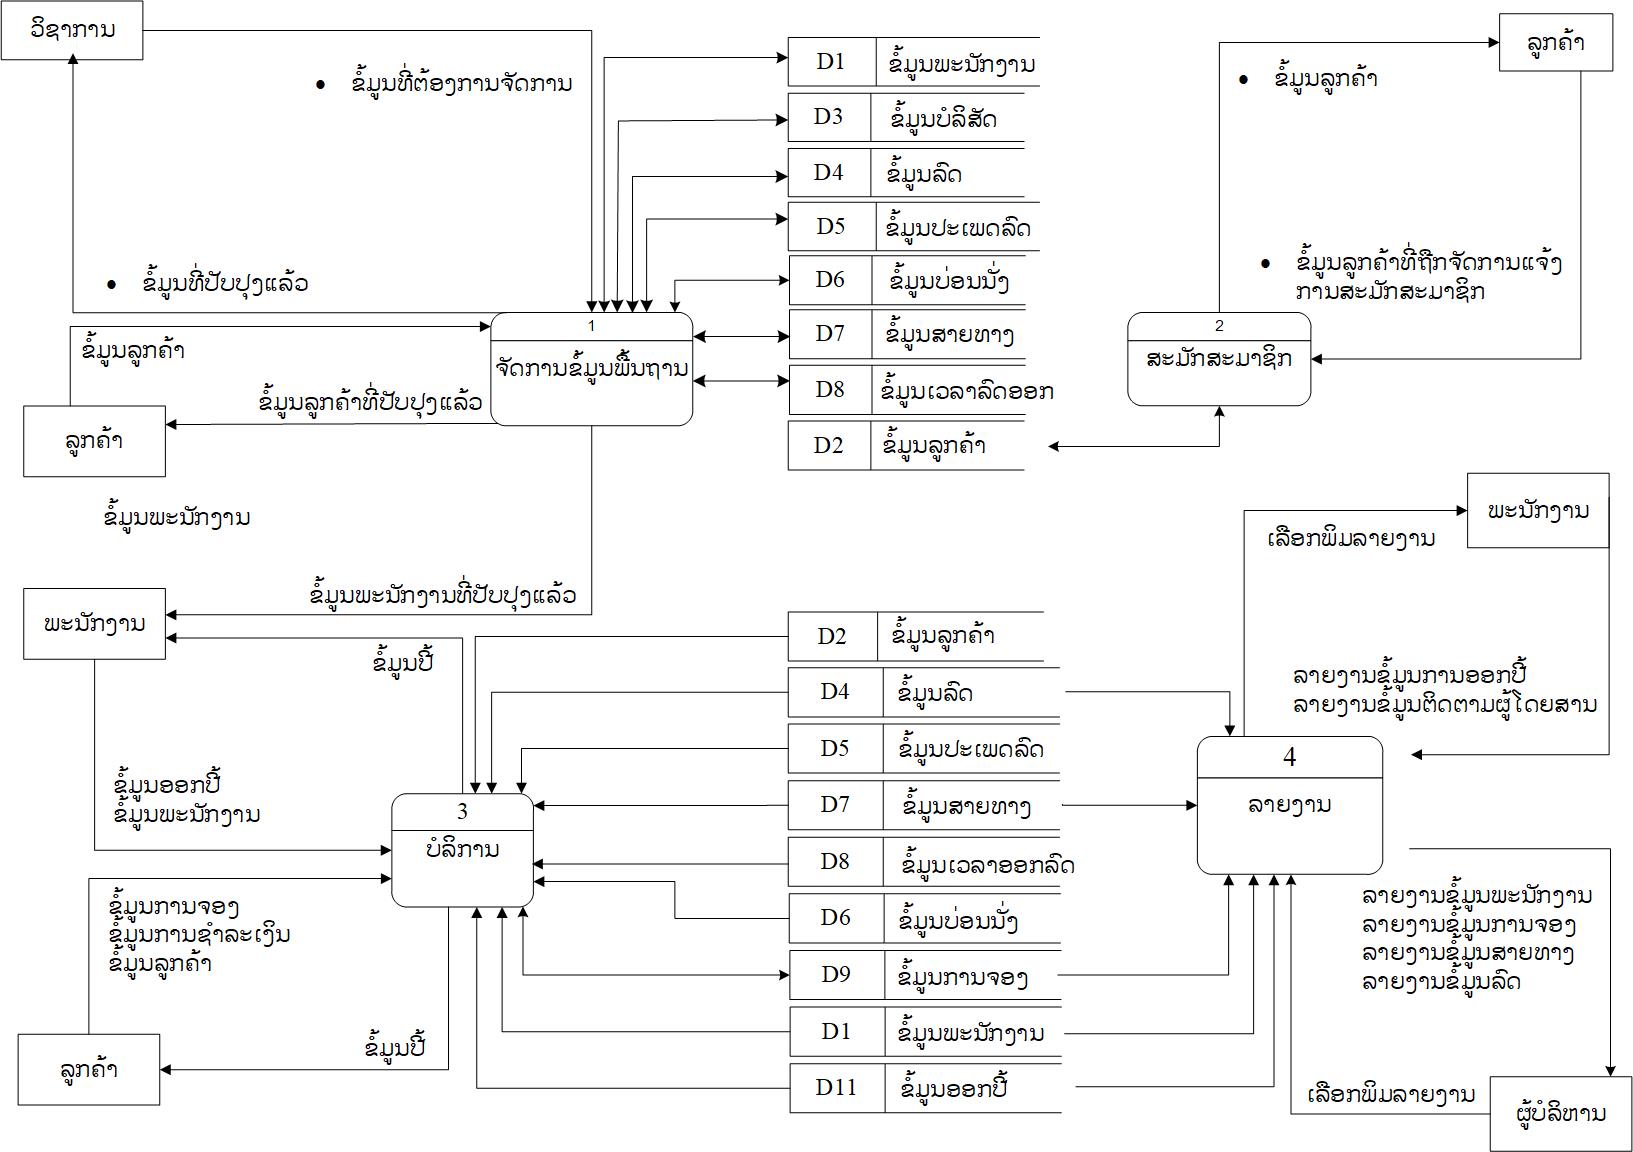 ວິຊາການ
ຂໍ້ມູນທີ່ຕ້ອງການຈັດການ
ຂໍ້ມູນທີ່ປັບປຸງແລ້ວ
D1 ຂໍ້ມູນພະນັກງານ
D3 ຂໍ້ມູນບໍລິສັດ
D4 ຂໍ້ມູນລົດ
D5 ຂໍ້ມູນປະເພດລົດ
D6 ຂໍ້ມູນບ່ອນນັ່ງ
D7 ຂໍ້ມູນສາຍທາງ
D8 ຂໍ້ມູນເວລາລົດອອກ
D2 ຂໍ້ມູນລູກຄ້າ
ລູກຄ້າ
ຂໍ້ມູນລູກຄ້າ
ຂໍ້ມູນລູກຄ້າທີ່ຖືກຈັດການແຈ້ງ
ການສະມັກສະມາຊິກ
2
ສະມັກສະມາຊິກ
1
ຈັດການຂໍ້ມູນພື້ນຖານ
ຂໍ້ມູນລູກຄ້າ
ຂໍ້ມູນລູກຄ້າທີ່ປັບປຸງແລ້ວ
ລູກຄ້າ
ຂໍ້ມູນພະນັກງານ
ຂໍ້ມູນພະນັກງານທີ່ປັບປຸງແລ້ວ
ພະນັກງານ
ຂໍ້ມູນປີ້
ຂໍ້ມູນອອກປີ້
ຂໍ້ມູນພະນັກງານ
3
ບໍລິການ
ຂໍ້ມູນການຈອງ
ຂໍ້ມູນການຊຳລະເງິນ
ຂໍ້ມູນລູກຄ້າ
ຂໍ້ມູນປີ້
ລູກຄ້າ
D2 ຂໍ້ມູນລູກຄ້າ
D4 ຂໍ້ມູນລົດ
D5 ຂໍ້ມູນປະເພດລົດ
D7 ຂໍ້ມູນສາຍທາງ
D8 ຂໍ້ມູນເວລາອອກລົດ
D6 ຂໍ້ມູນບ່ອນນັ່ງ
D9 ຂໍ້ມູນການຈອງ
D1 ຂໍ້ມູນພະນັກງານ
D11 ຂໍ້ມູນອອກປີ້
ພະນັກງານ
ເລືອກພິມລາຍງານ
ລາຍງານຂໍ້ມູນການອອກປີ້
ລາຍງານຂໍ້ມູນຕິດຕາມຜູ້ໂດຍສານ
4
ລາຍງານ
ລາຍງານຂໍ້ມູນພະນັກງານ
ລາຍງານຂໍ້ມູນການຈອງ
ລາຍງານຂໍ້ມູນສາຍທາງ
ລາຍງານຂໍ້ມູນລົດ
ເລືອກພິມລາຍງານ
ຜູ້ບໍລິຫານ